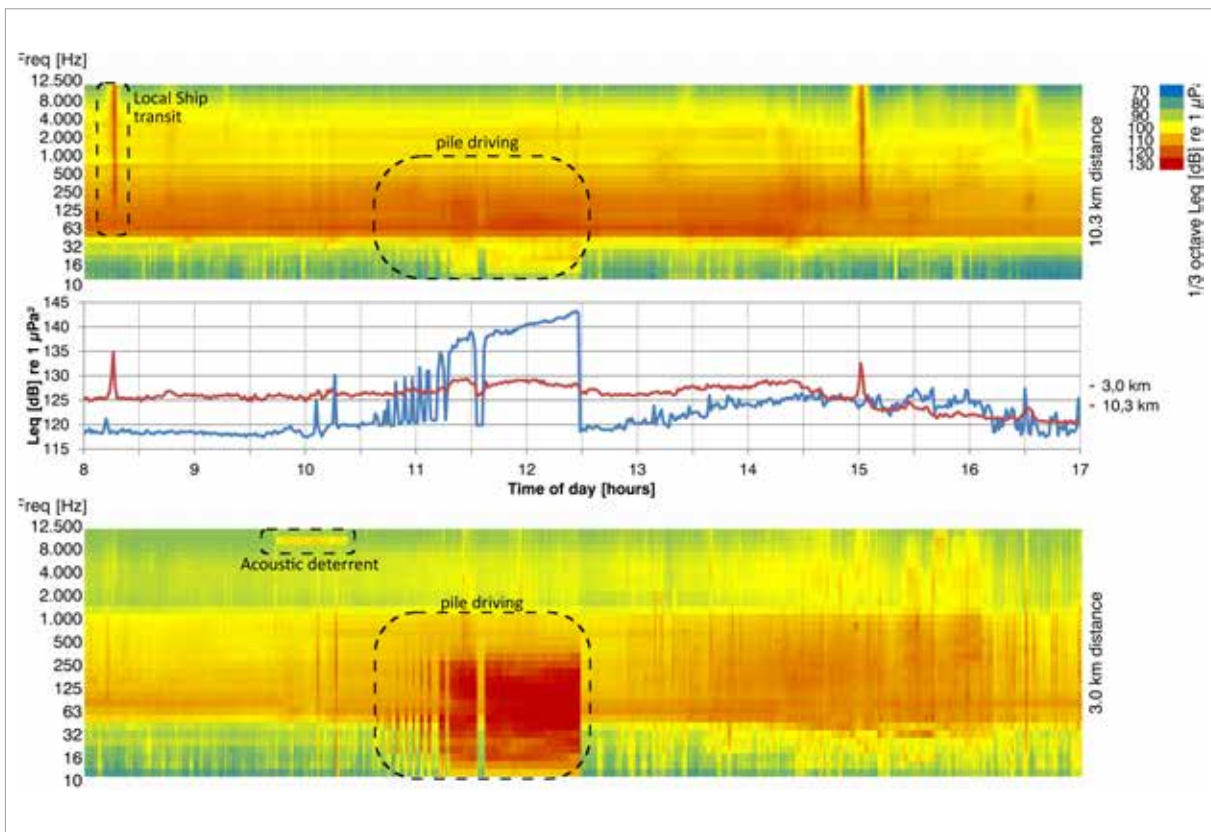 Freq [Hz]
12.500
8.000
4.000
2.000
1.000
500
250
125
63
32
16
10
Local Ship
transit
pile driving
10.3 km distance
70
80
90
100
110
120
130
1/3 octave Leq [dB] re 1 µPa²
Leq [dB] re 1 µPa²
145
140
135
130
125
120
115
- 3.0 km
- 10,3 km
8 9 10 11 12 13 14 15 16 17
Time of day [hours]
Freq [Hz]
12.500
8.000
4.000
2.000
1.000
500
250
125
63
32
16
10
Acoustic deterrent
pile driving
3.0 km distance